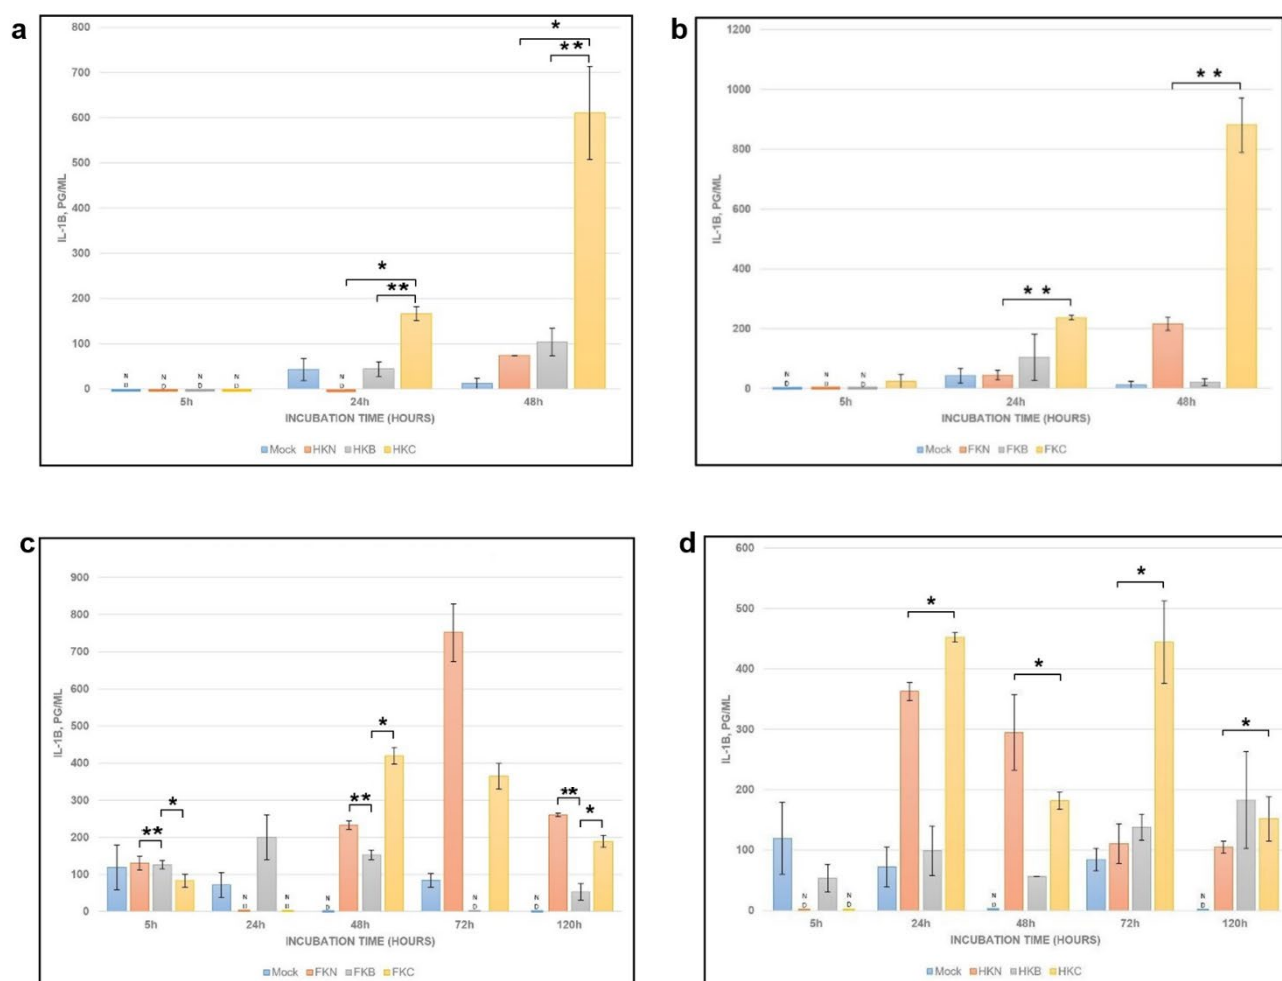 a
800
700
600
500
400
300
200
100
0
IL-1B, PG/ML
*
**
*
**
N D
N D
N D
N D
N D
5h
24h
48h
INCUBATION TIME (HOURS)
Mock HKN HKB HKC
b
1200
1000
800
600
400
200
0
IL-1B, PG/ML
**
**
N D
N D
N D
5h
24h
48h
INCUBATION TIME (HOURS)
Mock FKN FKB FKC
c
900
800
700
600
500
400
300
200
100
0
IL-1B, PG/ML
*
**
*
**
**
*
N D
N D
N D
N D
N D
5h
24h
48h
72h
120h
INCUBATION TIME (HOURS)
Mock FKN FKB FKC
d
600
500
400
300
200
100
0
IL-1B, PG/ML
*
*
*
*
N D
N D
N D
N D
5h
24h
48h
72h
120h
INCUBATION TIME (HOURS)
Mock HKN HKB HKC